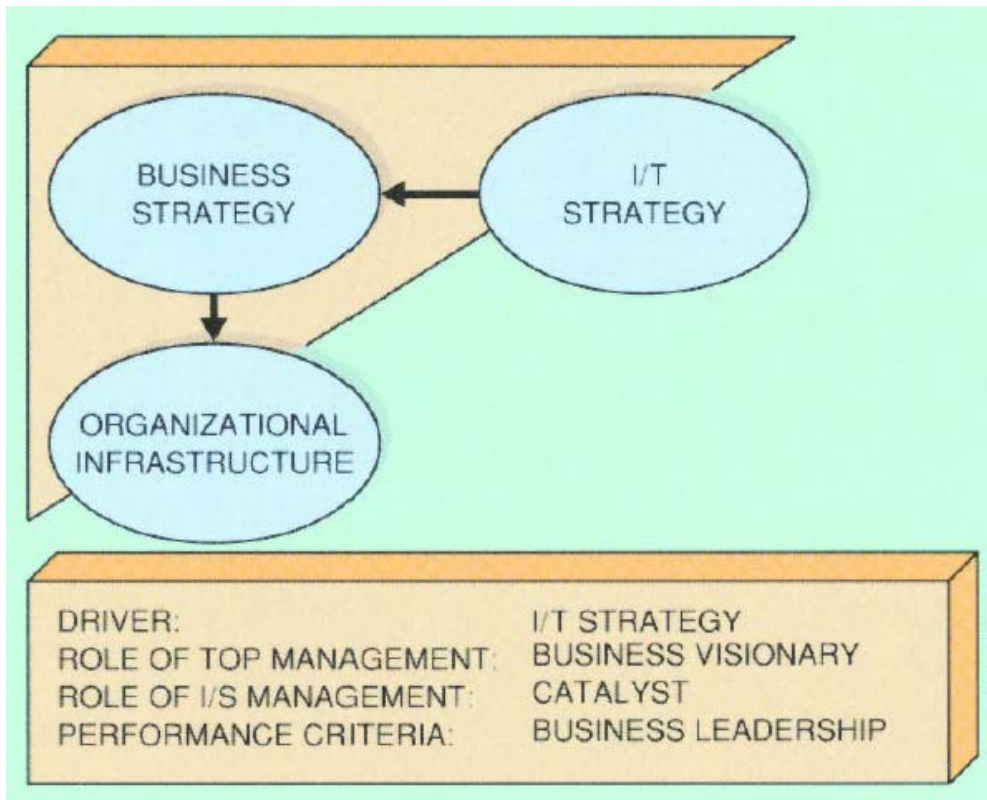 BUSINESS
STRATEGY
I/T
STRATEGY
ORGANIZATIONAL
INFRASTRUCTURE
DRIVER: I/T STRATEGY
ROLE OF TOP MANAGEMENT: BUSINESS VISIONARY
ROLE OF I/S MANAGEMENT: CATALYST
PERFORMANCE CRITERIA: BUSINESS LEADERSHIP